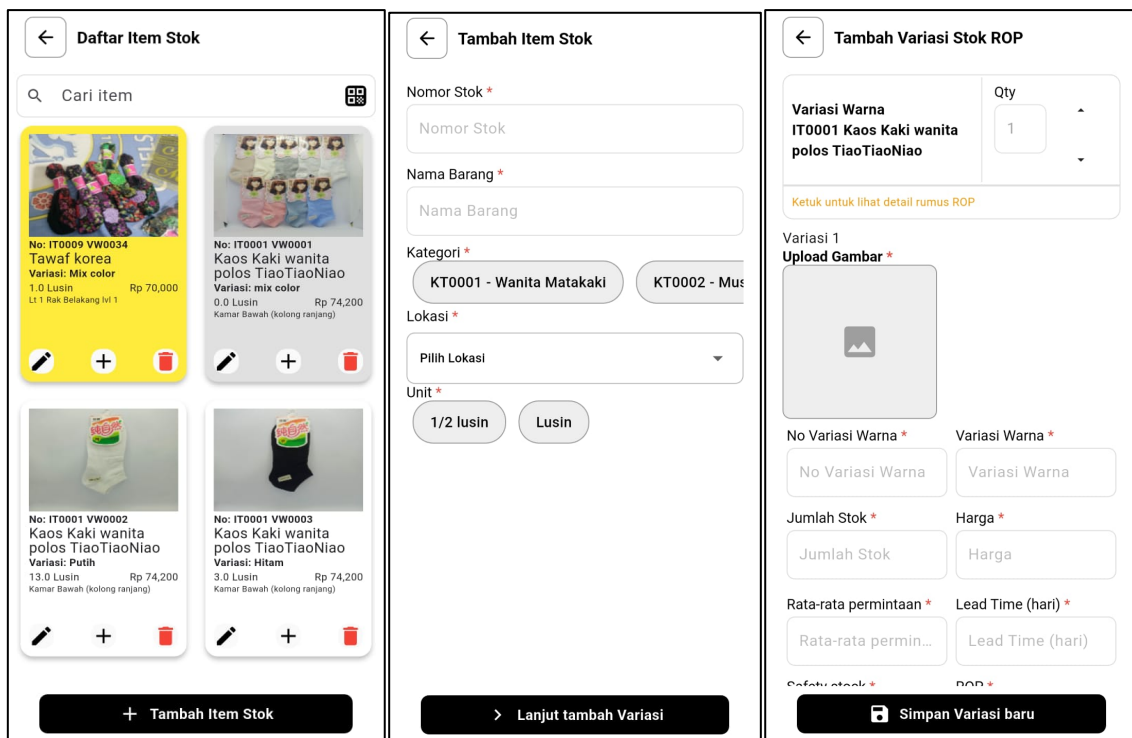 Daftar Item Stok
Cari item
No: IT0009 VW0034
Tawaf korea
Variasi: Mix color
1.0 Lusin Rp 70,000
Lt 1 Rak Belakang lvl 1
No: IT0001 VW0001
Kaos Kaki wanita
polos TiaoTiaoNiao
Variasi: mix color
0.0 Lusin Rp 74,200
Kamar Bawah (kolong ranjang)
No: IT0001 VW0002
Kaos Kaki wanita
polos TiaoTiaoNiao
Variasi: Putih
13.0 Lusin Rp 74,200
Kamar Bawah (kolong ranjang)
No: IT0001 VW0003
Kaos Kaki wanita
polos TiaoTiaoNiao
Variasi: Hitam
3.0 Lusin Rp 74,200
Kamar Bawah (kolong ranjang)
+ Tambah Item Stok
Tambah Item Stok
Nomor Stok *
Nomor Stok
Nama Barang *
Nama Barang
Kategori *
KT0001 - Wanita Matakaki KT0002 - Mus
Lokasi *
Pilih Lokasi
Unit *
1/2 lusin Lusin
> Lanjut tambah Variasi
Tambah Variasi Stok ROP
Variasi Warna
IT0001 Kaos Kaki wanita
polos TiaoTiaoNiao
Qty
1
Ketuk untuk lihat detail rumus ROP
Variasi 1
Upload Gambar *
No Variasi Warna * Variasi Warna *
No Variasi Warna Variasi Warna
Jumlah Stok * Harga *
Jumlah Stok Harga
Rata-rata permintaan * Lead Time (hari) *
Rata-rata permin... Lead Time (hari)
Safety stock * ROP *
Simpan Variasi baru